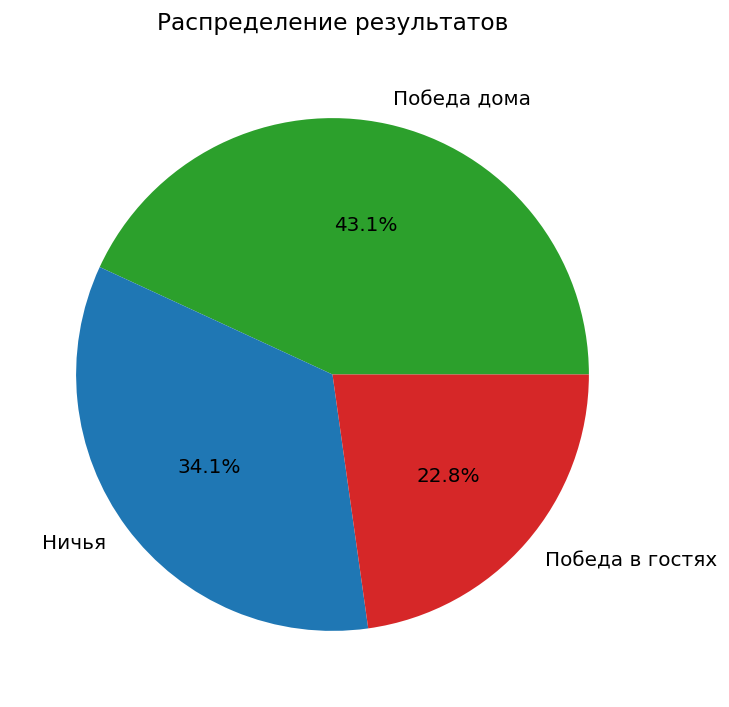 Распределение результатов
Победа дома
43.1%
34.1%
22.8%
Ничья
Победа в гостях